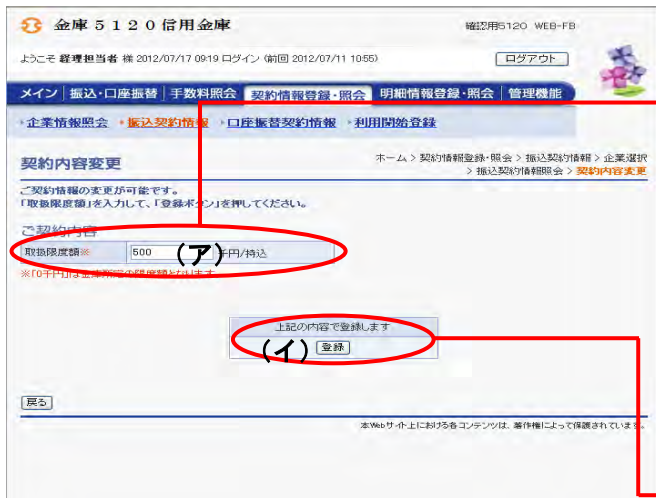 金庫５１２０信用金庫
確認用5120 WEB-FB
ようこそ 経理担当者 様 2012/07/17 09:19 ログイン (前回 2012/07/11 10:55)
ログアウト
メイン 振込・口座振替 手数料照会 契約情報登録・照会 明細情報登録・照会 管理機能
企業情報照会 振込契約情報 口座振替契約情報 利用開始登録
契約内容変更
ホーム > 契約情報登録・照会 > 振込契約情報 > 企業選択
> 振込契約情報照会 > 契約内容変更
ご契約情報の変更が可能です。
「取扱限度額」を入力して、「登録ボタン」を押してください。
ご契約内容
取扱限度額※ 500 (ア) 千円/持込
※「0千円」は金庫所定の限度額となります
上記の内容で登録します
(イ) 登録
戻る
本Webサイト上における各コンテンツは、著作権によって保護されています。